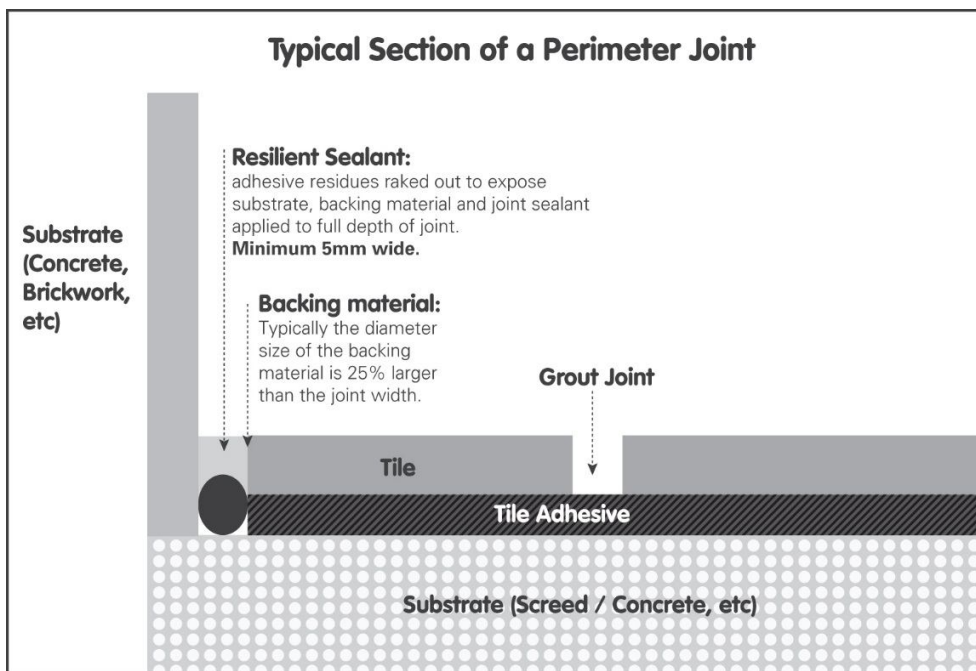 Typical Section of a Perimeter Joint
Resilient Sealant:
adhesive residues raked out to expose
substrate, backing material and joint sealant
applied to full depth of joint.
Minimum 5mm wide.
Substrate
(Concrete,
Brickwork,
etc)
Backing material:
Typically the diameter
size of the backing
material is 25% larger
than the joint width.
Grout Joint
Tile
Tile Adhesive
Substrate (Screed / Concrete, etc)